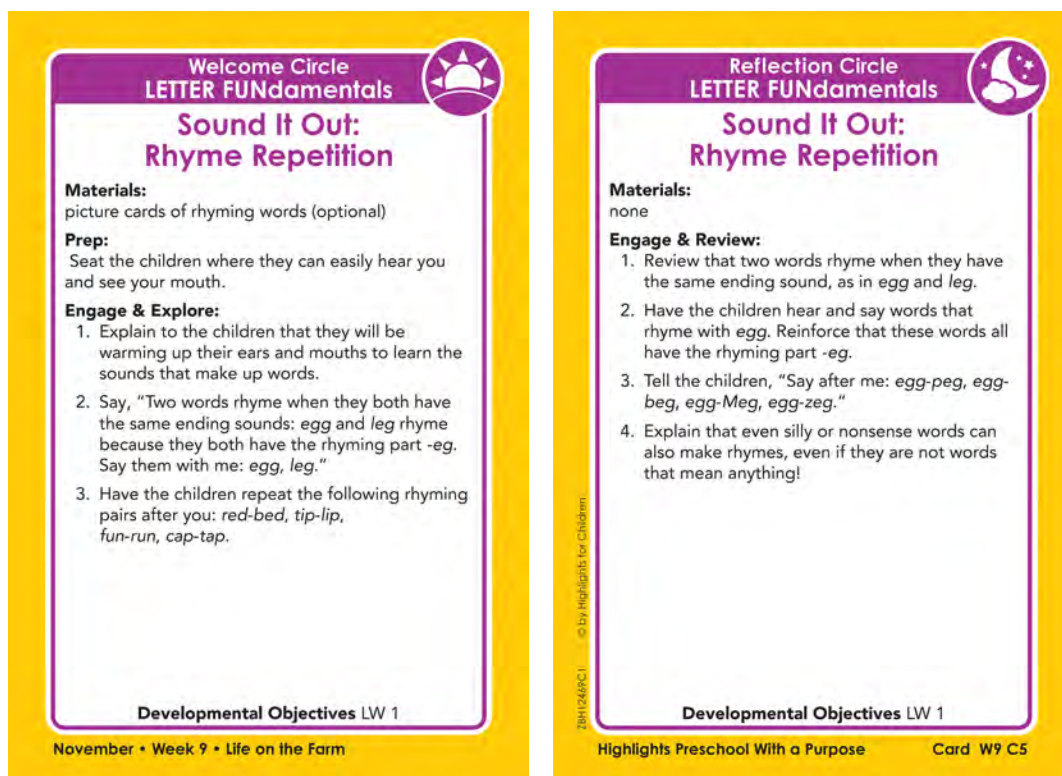 Welcome Circle
LETTER FUNdamentals
Sound It Out:
Rhyme Repetition
Materials:
picture cards of rhyming words (optional)
Prep:
Seat the children where they can easily hear you
and see your mouth.
Engage & Explore:
1. Explain to the children that they will be
warming up their ears and mouths to learn the
sounds that make up words.
2. Say, “Two words rhyme when they both have
the same ending sounds: egg and leg rhyme
because they both have the rhyming part -eg.
Say them with me: egg, leg.”
3. Have the children repeat the following rhyming
pairs after you: red-bed, tip-lip,
fun-run, cap-tap.
Developmental Objectives LW 1
November • Week 9 • Life on the Farm
Reflection Circle
LETTER FUNdamentals
Sound It Out:
Rhyme Repetition
Materials:
none
Engage & Review:
1. Review that two words rhyme when they have
the same ending sound, as in egg and leg.
2. Have the children hear and say words that
rhyme with egg. Reinforce that these words all
have the rhyming part -eg.
3. Tell the children, “Say after me: egg-peg, egg-
beg, egg-Meg, egg-zeg.”
4. Explain that even silly or nonsense words can
also make rhymes, even if they are not words
that mean anything!
Developmental Objectives LW 1
ZBH12469C1 © by Highlights for Children
Highlights Preschool With a Purpose Card W9 C5